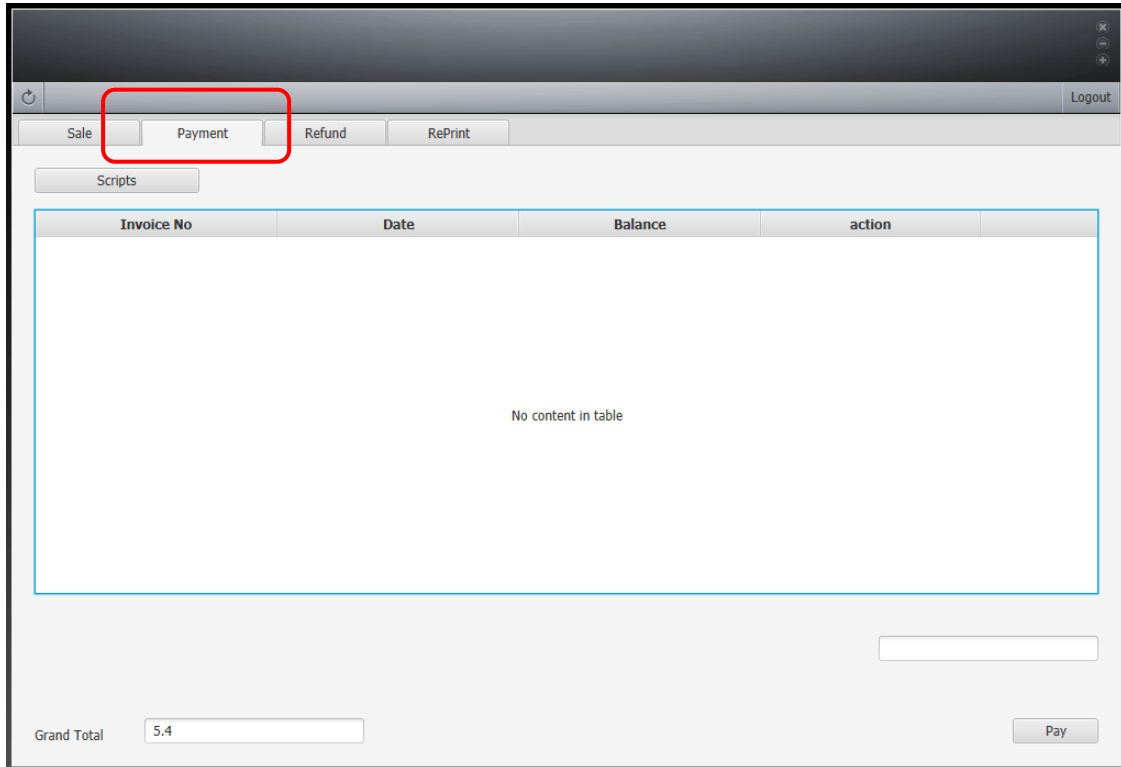 Logout
Sale Payment Refund RePrint
Scripts
Invoice No Date Balance action
No content in table
Grand Total 5.4 Pay